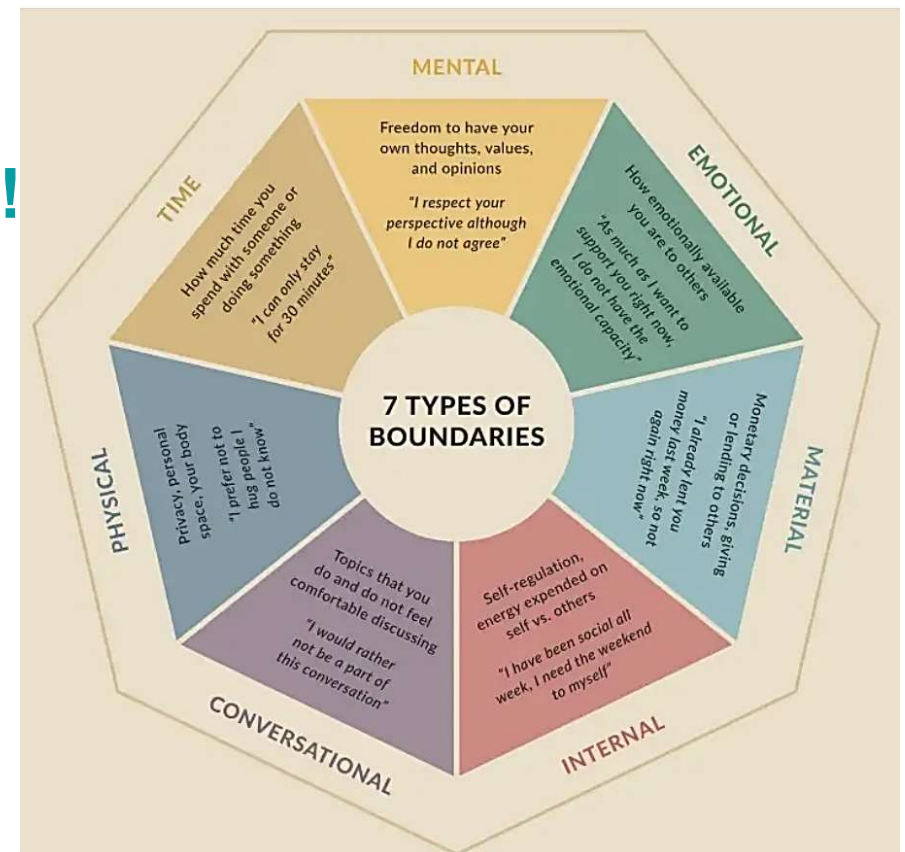 !
MENTAL
Freedom to have your
own thoughts, values,
and opinions
"I respect your
perspective although
I do not agree"
EMOTIONAL
How emotionally available
you are to others
"As much as I want to
support you right now,
I do not have the
emotional capacity"
MATERIAL
Monetary decisions, giving
or lending to others
"I already lent you
money last week, so not
again right now"
INTERNAL
Self-regulation,
energy expended on
self vs. others
"I have been social all
week, I need the weekend
to myself"
CONVERSATIONAL
Topics that you
do and do not feel
comfortable discussing
"I would rather
not be a part of
this conversation"
PHYSICAL
Privacy, personal
space, your body
"I prefer not to
hug people I
do not know"
TIME
How much time you
spend with someone or
doing something
"I can only stay
for 30 minutes"
7 TYPES OF
BOUNDARIES